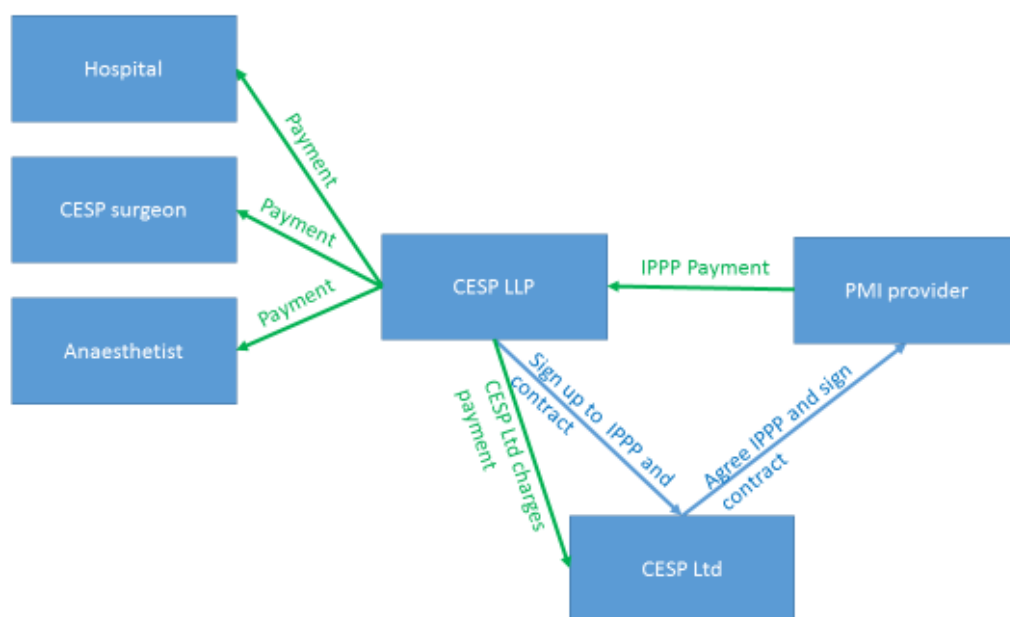 Hospital
Payment
CESP surgeon
Payment
Anaesthetist
Payment
CESP LLP
IPPP Payment
PMI provider
Sign up to IPPP and
contract
CESP Ltd charges
payment
Agree IPPP and sign
contract
CESP Ltd